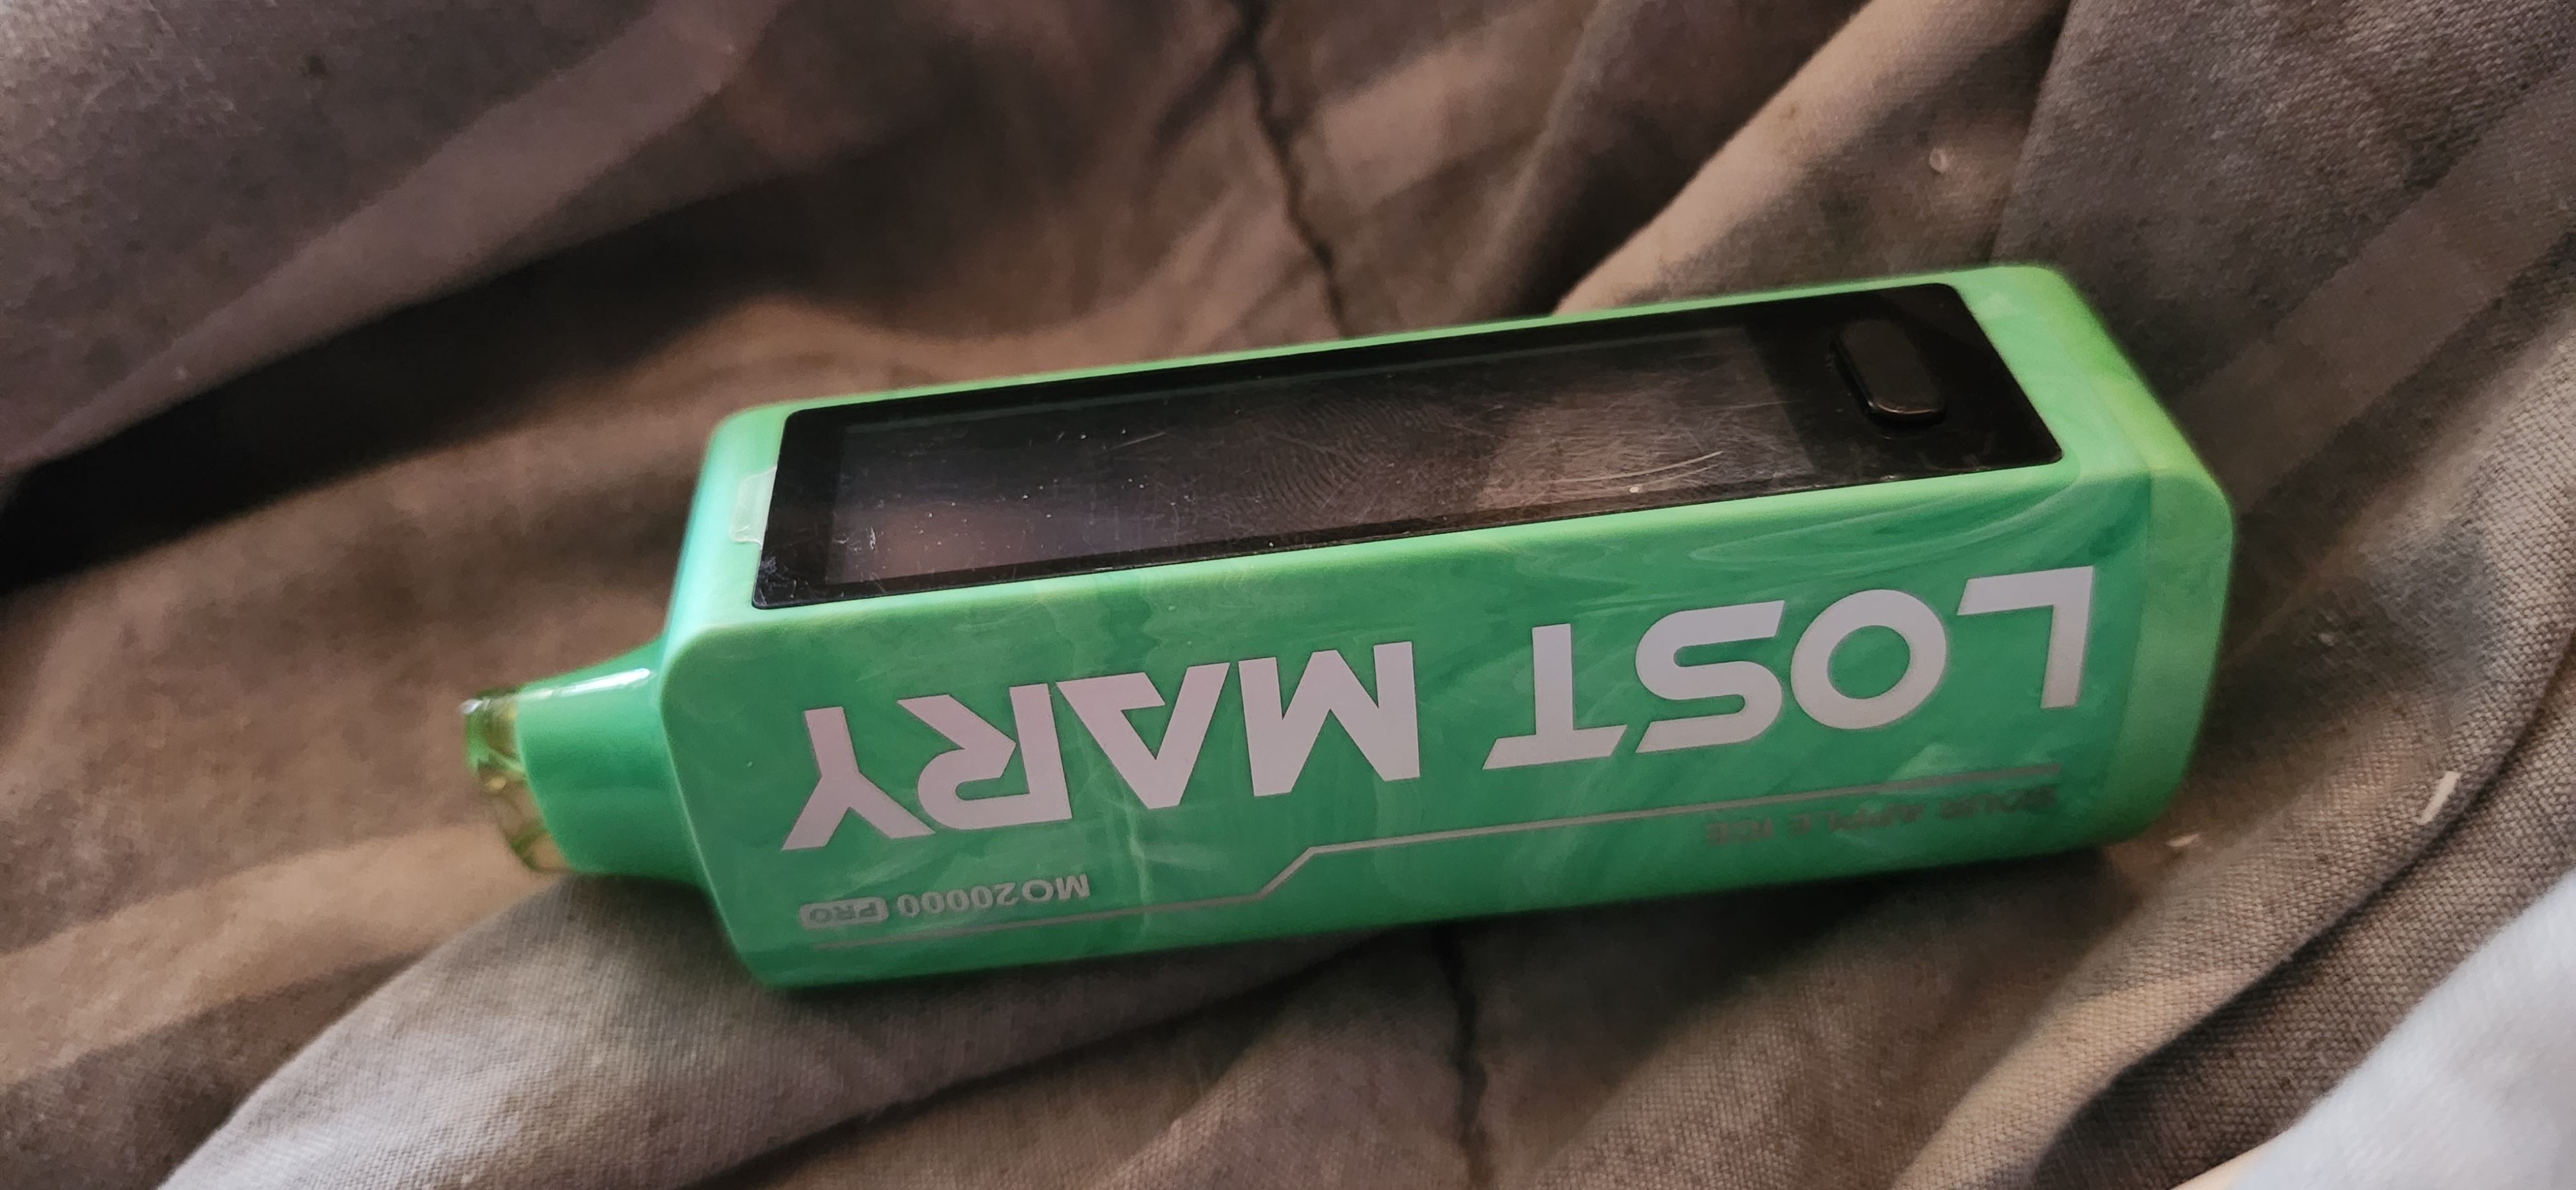 LOST MARY
SOUR APPLE ICE
MO20000 PRO